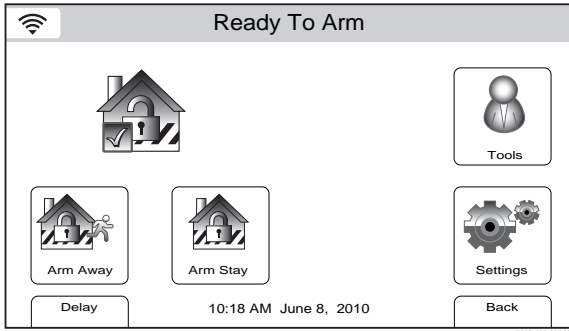 Ready To Arm
Tools
Arm Away
Arm Stay
Settings
Delay
10:18 AM June 8, 2010
Back